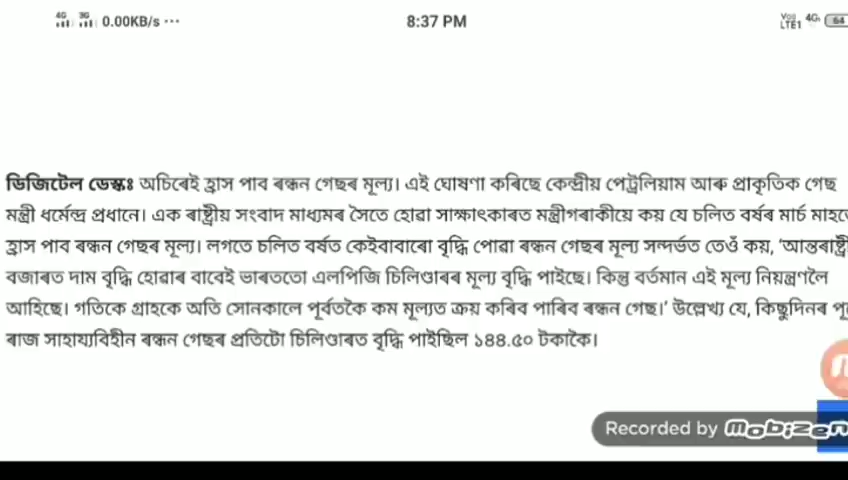 4G 3G 0.00KB/s ··· 8:37 PM LTE1 4G 64
ডিজিটেল ডেস্কঃ অচিৰেই হ্ৰাস পাব ৰন্ধন গেছৰ মূল্য। এই ঘোষণা কৰিছে কেন্দ্ৰীয় পেট্ৰলিয়াম আৰু প্ৰাকৃতিক গেছ
মন্ত্ৰী ধৰ্মেন্দ্ৰ প্ৰধানে। এক ৰাষ্ট্ৰীয় সংবাদ মাধ্যমৰ সৈতে হোৱা সাক্ষাৎকাৰত মন্ত্ৰীগৰাকীয়ে কয় যে চলিত বৰ্ষৰ মাৰ্চ
হ্ৰাস পাব ৰন্ধন গেছৰ মূল্য। লগতে চলিত বৰ্ষত কেইবাবাৰো বৃদ্ধি পোৱা ৰন্ধন গেছৰ মূল্য সন্দৰ্ভত তেওঁ কয়,
বজাৰত দাম বৃদ্ধি হোৱাৰ বাবেই ভাৰততো এলপিজি চিলিণ্ডাৰৰ মূল্য বৃদ্ধি পাইছে। কিন্তু বৰ্তমান এই মূল্য নিয়ন্ত্ৰণলৈ
আহিছে। গতিকে গ্ৰাহকে অতি সোনকালে পূৰ্বতকৈ কম মূল্যত ক্ৰয় কৰিব পাৰিব ৰন্ধন গেছ।’ উল্লেখ্য যে, কিছুদিনৰ
ৰাজ সাহায্যবিহীন ৰন্ধন গেছৰ প্ৰতিটো চিলিণ্ডাৰত বৃদ্ধি পাইছিল ১৪৪.৫০ টকাকৈ।
Recorded by Mobizen